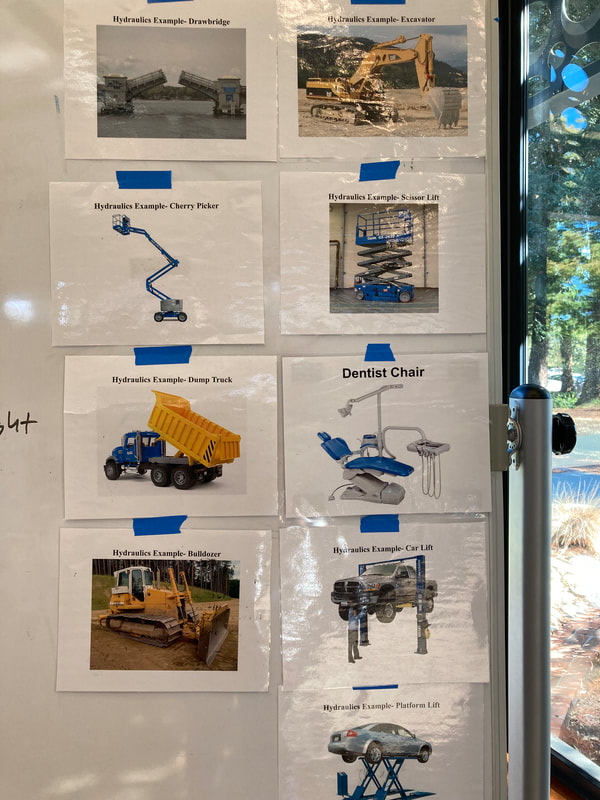 Hydraulics Example- Drawbridge
Hydraulics Example- Excavator
Hydraulics Example- Cherry Picker
Hydraulics Example- Scissor Lift
Hydraulics Example- Dump Truck
Dentist Chair
Hydraulics Example- Bulldozer
Hydraulics Example- Car Lift
Hydraulics Example- Platform Lift